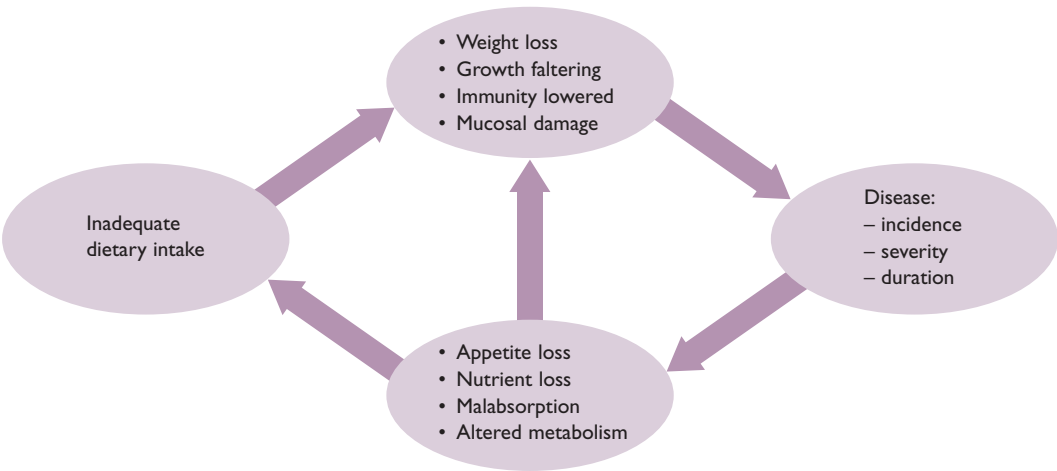 • Weight loss
• Growth faltering
• Immunity lowered
• Mucosal damage
Inadequate
dietary intake
Disease:
– incidence
– severity
– duration
• Appetite loss
• Nutrient loss
• Malabsorption
• Altered metabolism